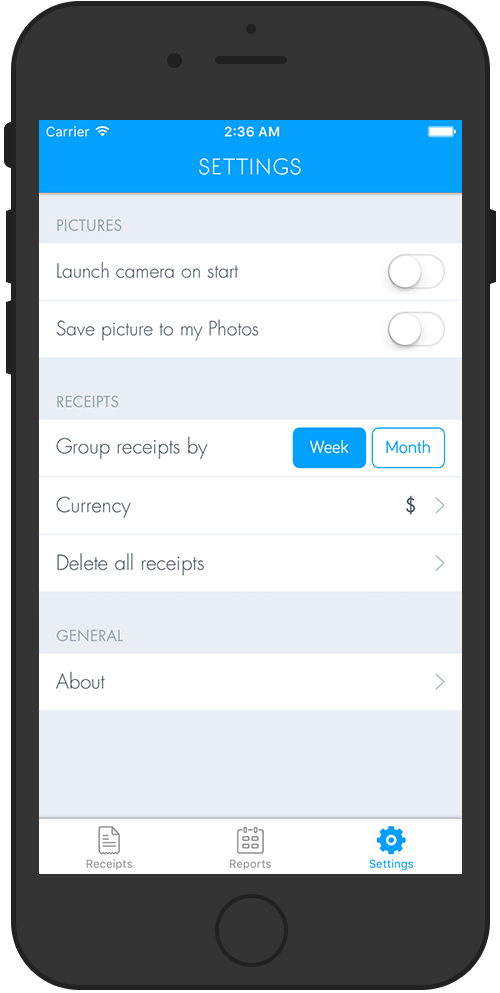 Carrier 2:36 AM
SETTINGS
PICTURES
Launch camera on start
Save picture to my Photos
RECEIPTS
Group receipts by Week Month
Currency $
Delete all receipts
GENERAL
About
Receipts Reports Settings